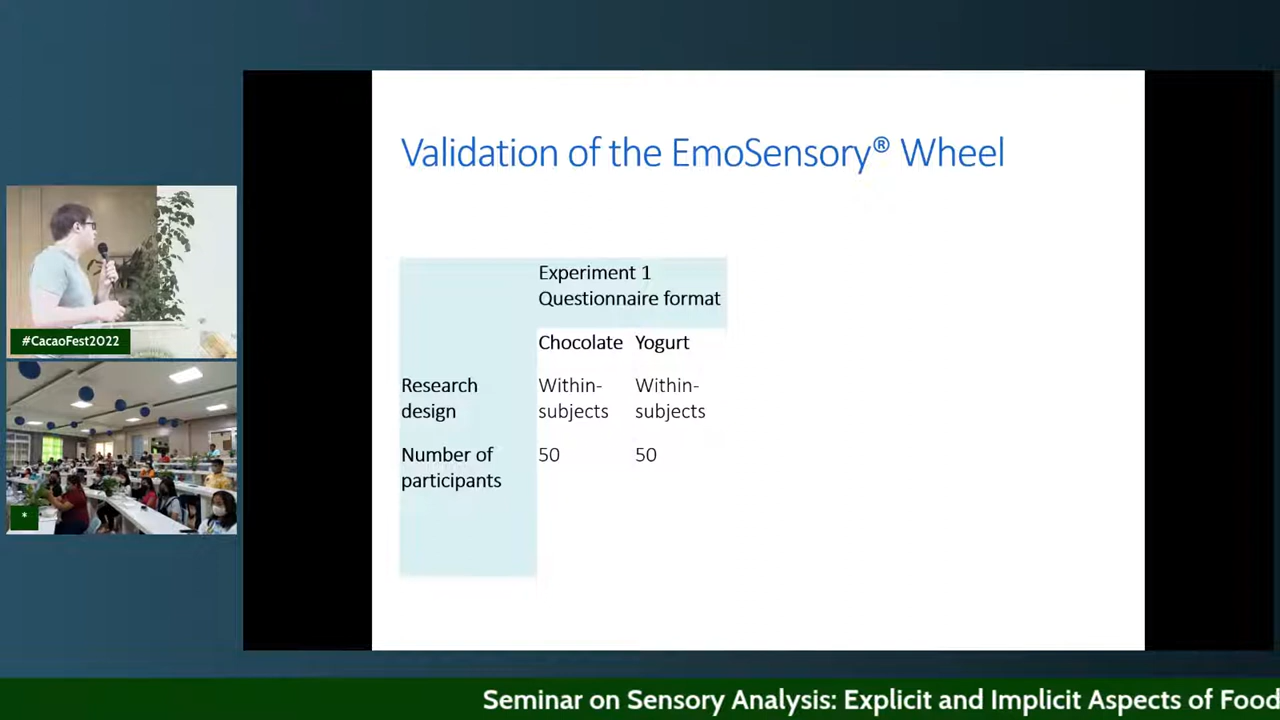 Validation of the EmoSensory® Wheel
Experiment 1
Questionnaire format
Chocolate Yogurt
Research design
Within-subjects
Within-subjects
Number of participants
50
50
#CacaoFest2022
*
Seminar on Sensory Analysis: Explicit and Implicit Aspects of Food